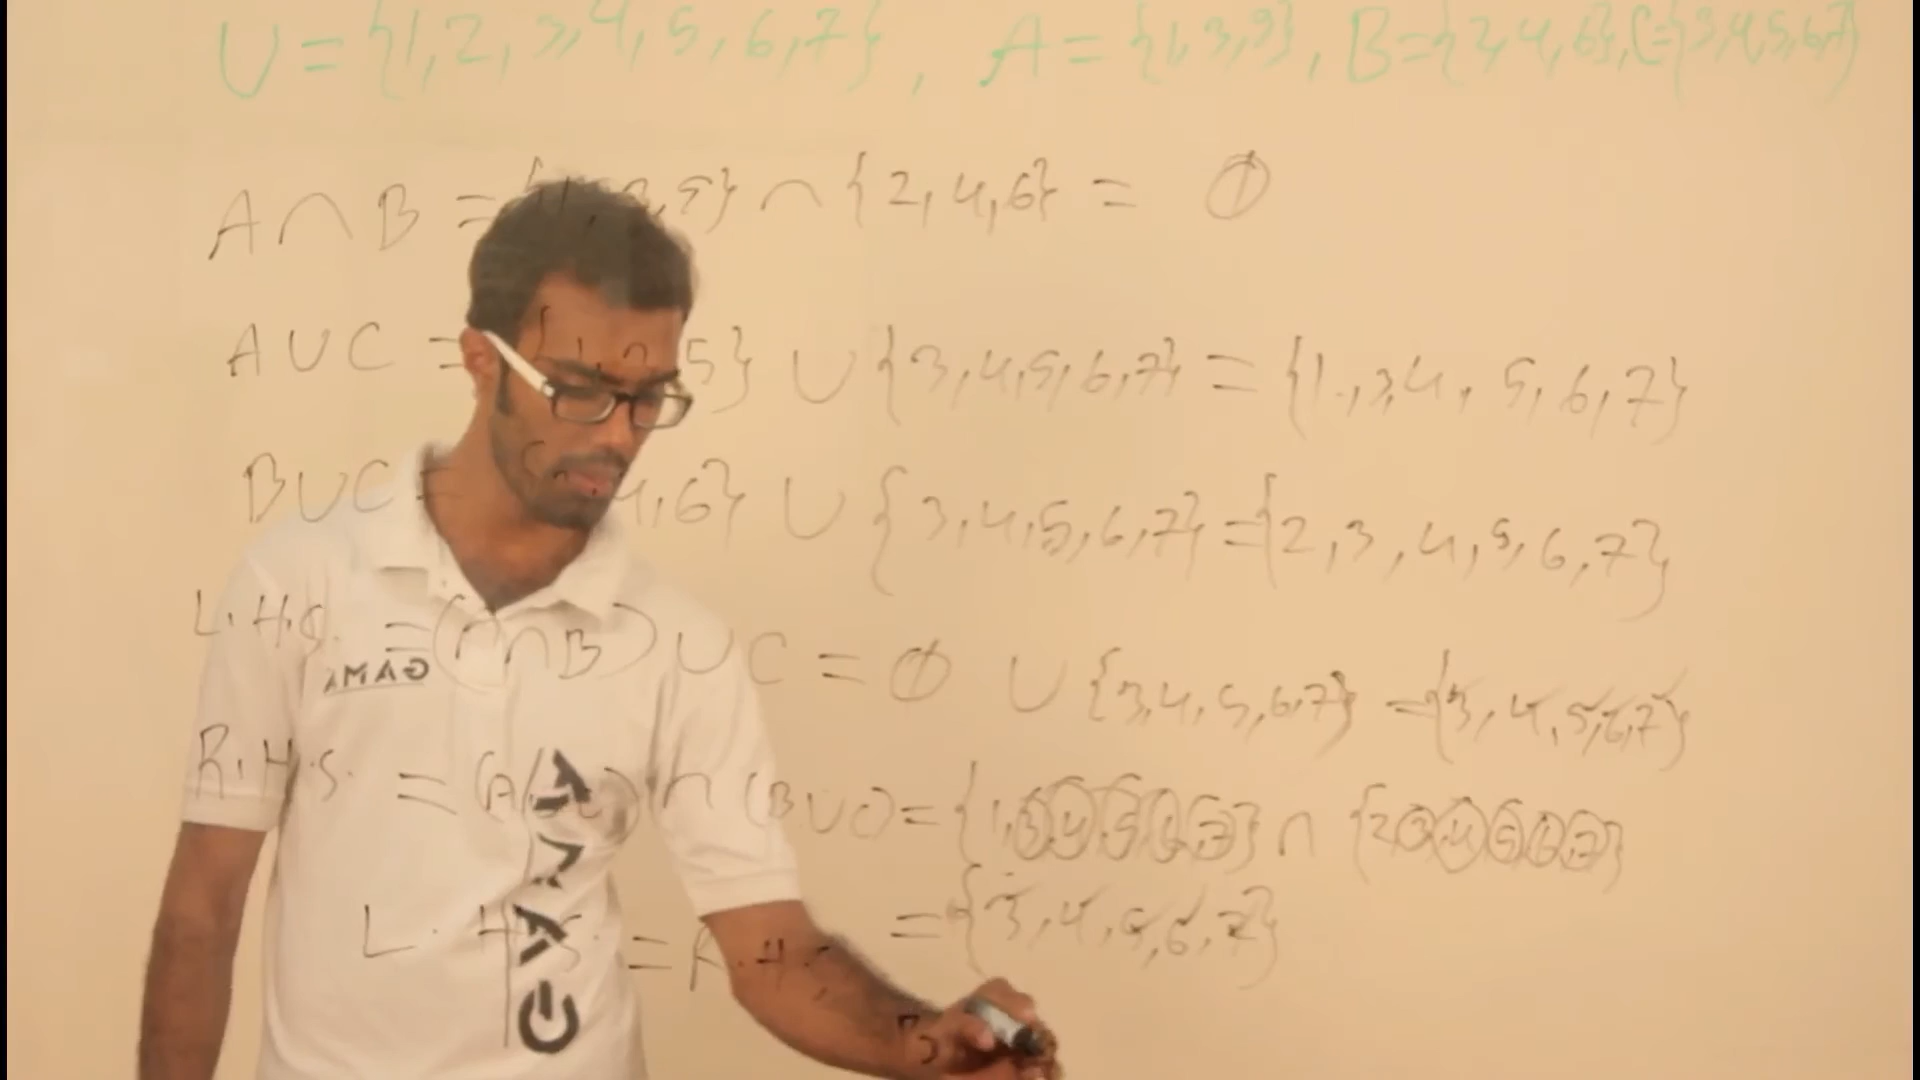 U = {1,2,3,4,5,6,7}, A = {1,3,5}, B={2,4,6}, C={3,4,5,6,7}
A∩B = {1,3,5} ∩ {2,4,6} = Φ
A∪C = {1,3,5} ∪ {3,4,5,6,7} = {1,3,4,5,6,7}
B∪C = {2,4,6} ∪ {3,4,5,6,7} = {2,3,4,5,6,7}
L.H.S. = (A∩B) ∪ C = Φ ∪ {3,4,5,6,7} = {3,4,5,6,7}
R.H.S. = (A∪C) ∩ (B∪C) = {1,3,4,5,6,7} ∩ {2,3,4,5,6,7}
= {3,4,5,6,7}
L.H.S. = R.H.S